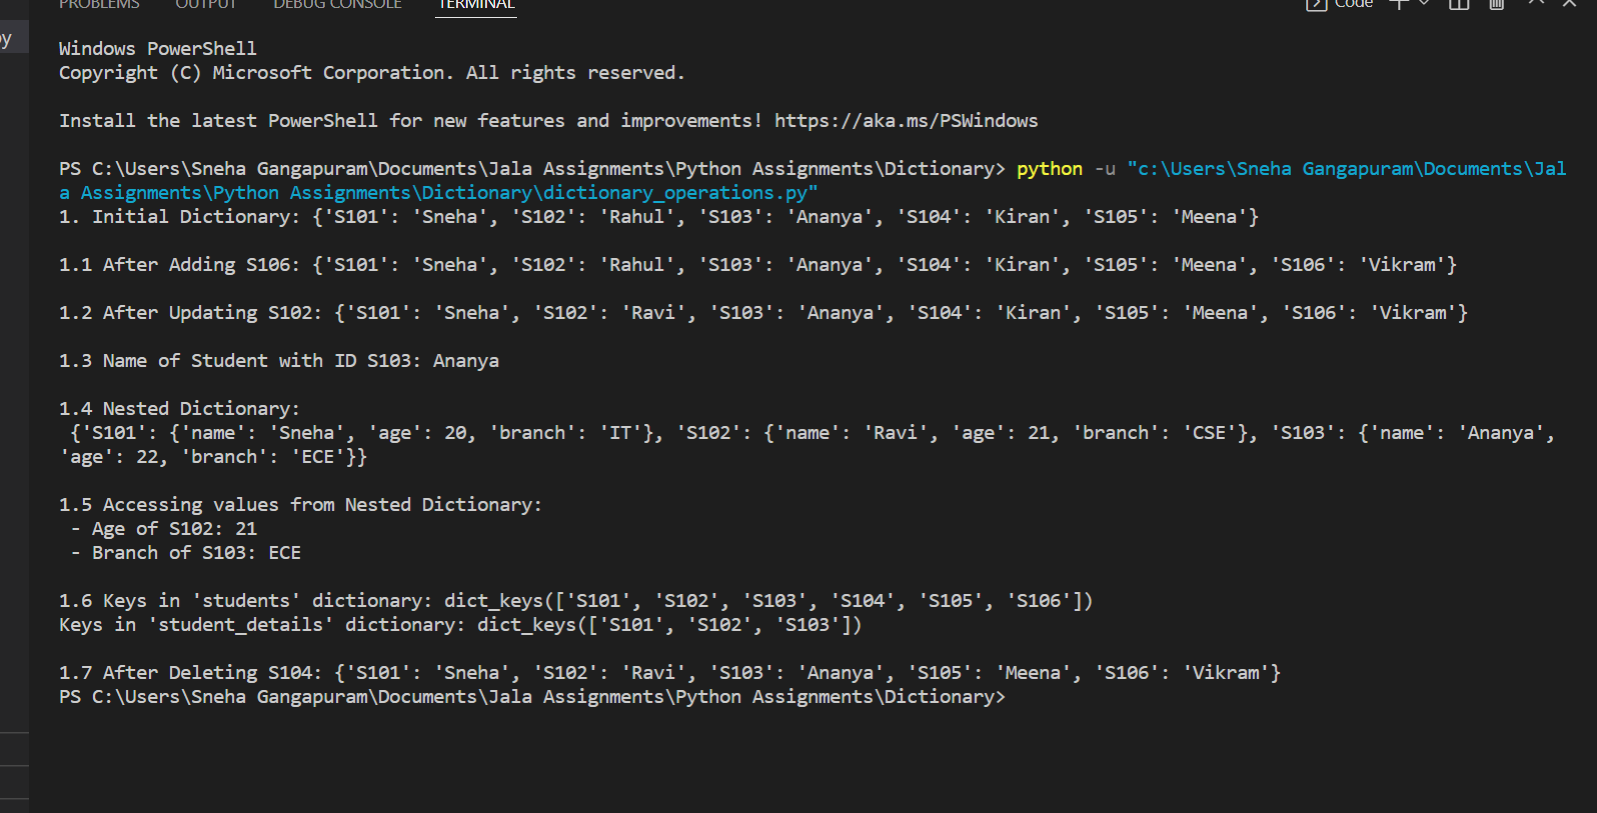 PROBLEMS OUTPUT DEBUG CONSOLE TERMINAL Code
py
Windows PowerShell
Copyright (C) Microsoft Corporation. All rights reserved.
Install the latest PowerShell for new features and improvements! https://aka.ms/PSWindows
PS C:\Users\Sneha Gangapuram\Documents\Jala Assignments\Python Assignments\Dictionary> python -u "c:\Users\Sneha Gangapuram\Documents\Jal
a Assignments\Python Assignments\Dictionary\dictionary_operations.py"
1. Initial Dictionary: {'S101': 'Sneha', 'S102': 'Rahul', 'S103': 'Ananya', 'S104': 'Kiran', 'S105': 'Meena'}
1.1 After Adding S106: {'S101': 'Sneha', 'S102': 'Rahul', 'S103': 'Ananya', 'S104': 'Kiran', 'S105': 'Meena', 'S106': 'Vikram'}
1.2 After Updating S102: {'S101': 'Sneha', 'S102': 'Ravi', 'S103': 'Ananya', 'S104': 'Kiran', 'S105': 'Meena', 'S106': 'Vikram'}
1.3 Name of Student with ID S103: Ananya
1.4 Nested Dictionary:
 {'S101': {'name': 'Sneha', 'age': 20, 'branch': 'IT'}, 'S102': {'name': 'Ravi', 'age': 21, 'branch': 'CSE'}, 'S103': {'name': 'Ananya',
'age': 22, 'branch': 'ECE'}}
1.5 Accessing values from Nested Dictionary:
 - Age of S102: 21
 - Branch of S103: ECE
1.6 Keys in 'students' dictionary: dict_keys(['S101', 'S102', 'S103', 'S104', 'S105', 'S106'])
Keys in 'student_details' dictionary: dict_keys(['S101', 'S102', 'S103'])
1.7 After Deleting S104: {'S101': 'Sneha', 'S102': 'Ravi', 'S103': 'Ananya', 'S105': 'Meena', 'S106': 'Vikram'}
PS C:\Users\Sneha Gangapuram\Documents\Jala Assignments\Python Assignments\Dictionary>